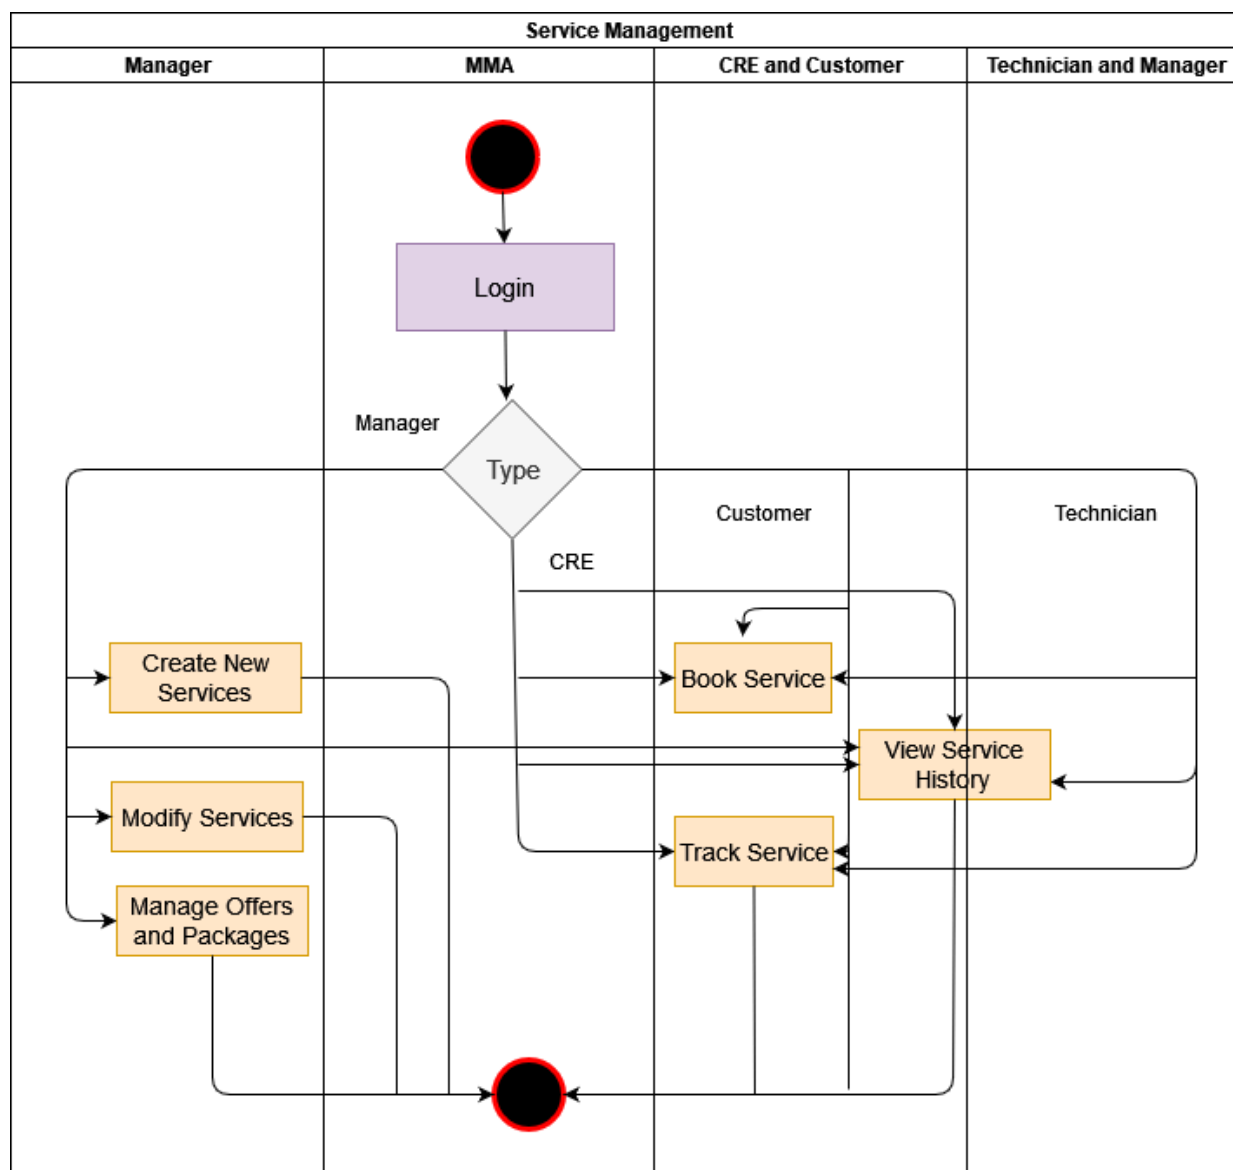 Service Management
Manager
MMA
CRE and Customer
Technician and Manager
Login
Manager
Type
Customer
Technician
CRE
Create New
Services
Book Service
View Service
History
Modify Services
Track Service
Manage Offers
and Packages